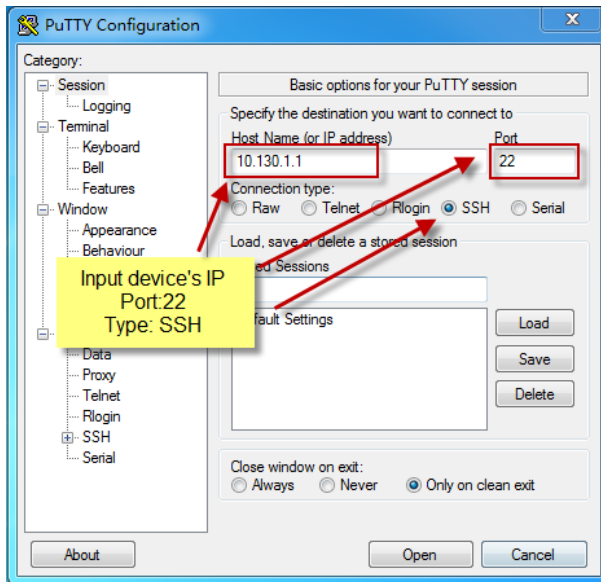 PuTTY Configuration
X
Category:
Session
Logging
Terminal
Keyboard
Bell
Features
Window
Appearance
Behaviour
Data
Proxy
Telnet
Rlogin
SSH
Serial
Basic options for your PuTTY session
Specify the destination you want to connect to
Host Name (or IP address) Port
10.130.1.1 22
Connection type:
Raw Telnet Rlogin SSH Serial
Load, save or delete a stored session
Sessions
Settings
Load
Save
Delete
Input device's IP
Port:22
Type: SSH
Close window on exit:
Always Never Only on clean exit
About Open Cancel